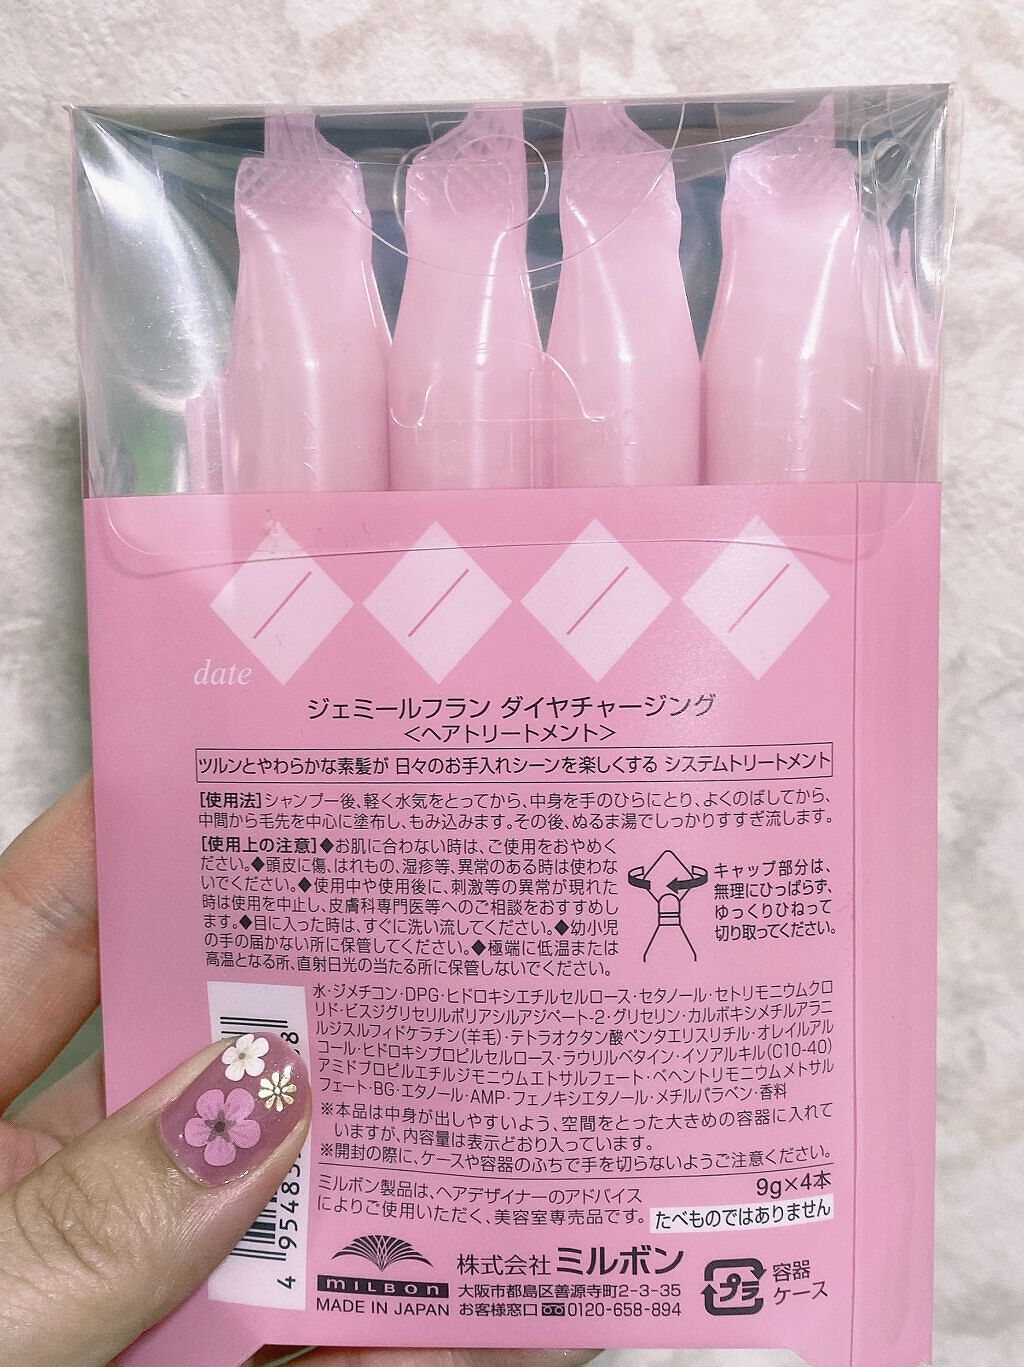 date
ジェミールフラン ダイヤチャージング
<ヘアトリートメント>
ツルンとやわらかな素髪が 日々のお手入れシーンを楽しくする システムトリートメント
【使用法】シャンプー後、軽く水気をとってから、中身を手のひらにとり、よくのばしてから、
中間から毛先を中心に塗布し、もみ込みます。その後、ぬるま湯でしっかりすすぎ流します。
【使用上の注意】◆お肌に合わない時は、ご使用をおやめく
ださい。◆頭皮に傷、はれもの、湿疹等、異常のある時は使わな
いでください。◆使用中や使用後に、刺激等の異常が現れた
時は使用を中止し、皮膚科専門医等へのご相談をおすすめし
ます。◆目に入った時は、すぐに洗い流してください。◆幼小児
の手の届かない所に保管してください。◆極端に低温または
高温となる所、直射日光の当たる所に保管しないでください。
キャップ部分は、
無理にひっぱらず、
ゆっくりひねって
切り取ってください。
水・ジメチコン・DPG・ヒドロキシエチルセルロース・セタノール・セトリモニウムクロ
リド・ビスジグリセリルポリアシルアジペート-2・グリセリン・カルボキシメチルアラニ
ルジスルフィドケラチン(羊毛)・テトラオクタン酸ペンタエリスリチル・オレイルアル
コール・ヒドロキシプロピルセルロース・ラウリルベタイン・イソアルキル(C10-40)
アミドプロピルエチルジモニウムエトサルフェート・ベヘントリモニウムメトサル
フェート・BG・エタノール・AMP・フェノキシエタノール・メチルパラベン・香料
※本品は中身が出しやすいよう、空間をとった大きめの容器に入れて
いますが、内容量は表示どおり入っています。
※開封の際に、ケースや容器のふちで手を切らないようご注意ください。
9g×4本
ミルボン製品は、ヘアデザイナーのアドバイス
によりご使用いただく、美容室専売品です。
たべものではありません
milbon
MADE IN JAPAN
株式会社 ミルボン
大阪市都島区善源寺町2-3-35
お客様窓口 0120-658-894
プラ
容器
ケース
4 95485
8